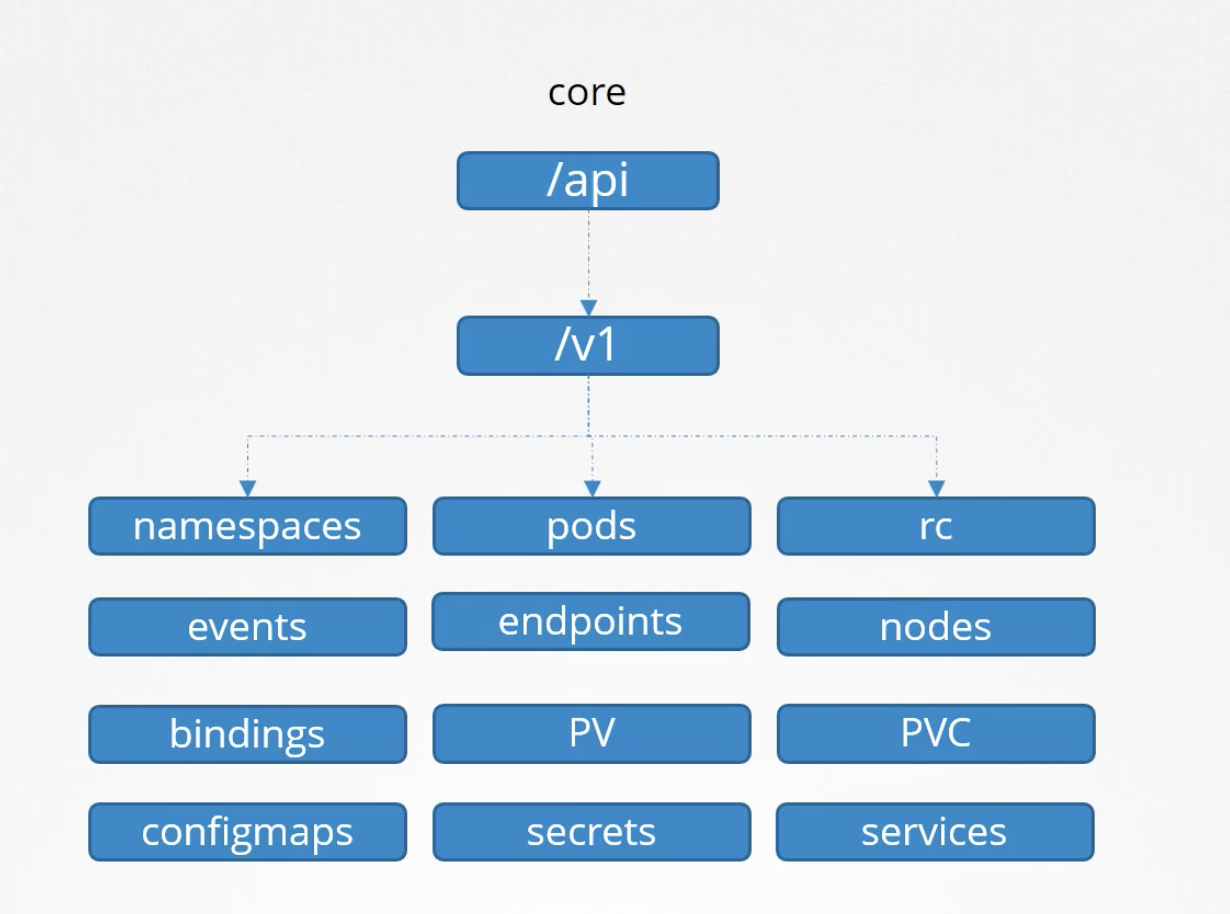 core
/api
/v1
namespaces
pods
rc
events
endpoints
nodes
bindings
PV
PVC
configmaps
secrets
services